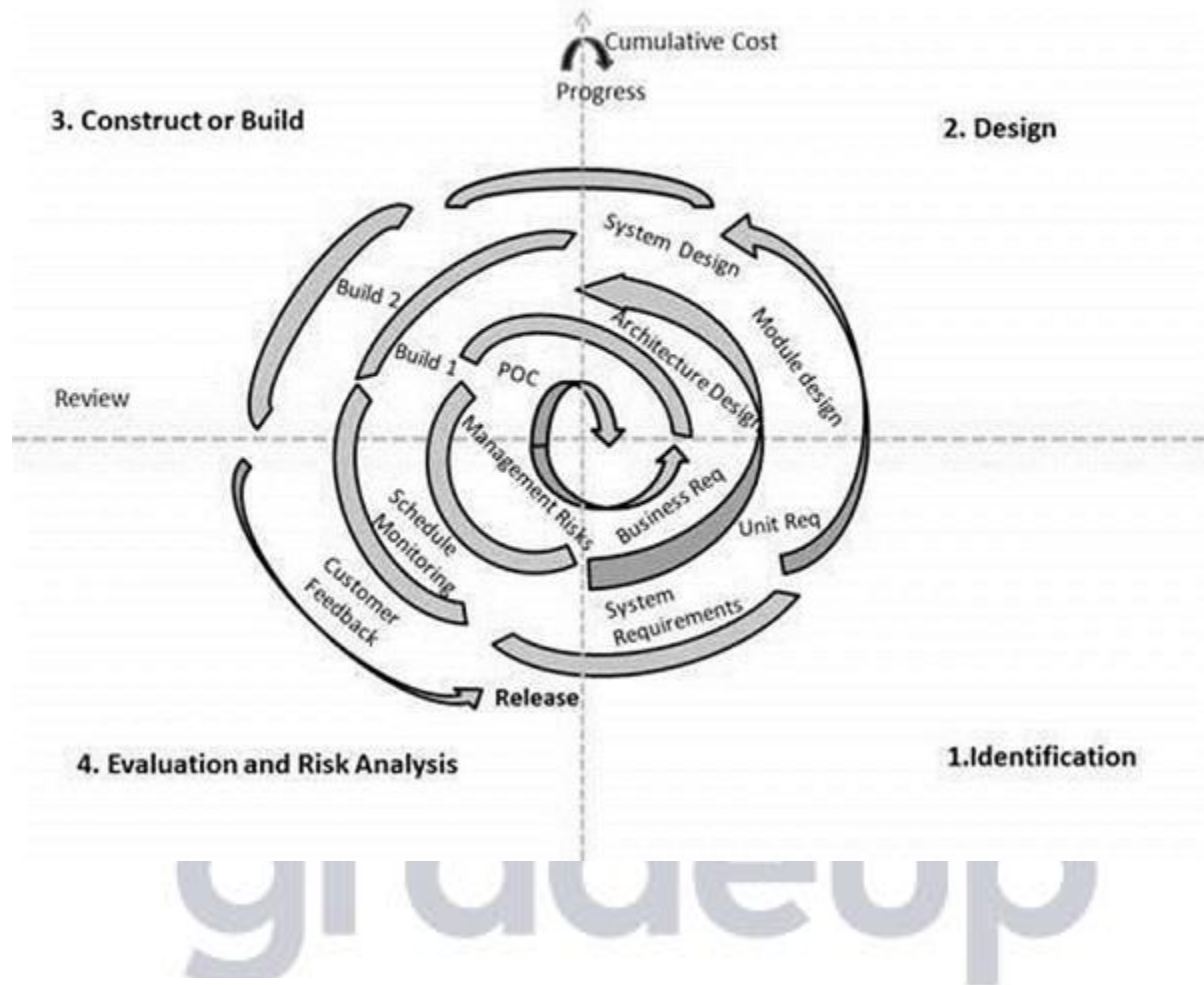 Cumulative Cost
Progress
3. Construct or Build
2. Design
System Design
Build 2
Module design
Architecture Design
Build 1
POC
Review
Management Risks
Business Req
Schedule
Monitoring
Unit Req
Customer
Feedback
System
Requirements
Release
4. Evaluation and Risk Analysis
1.Identification
gradeup